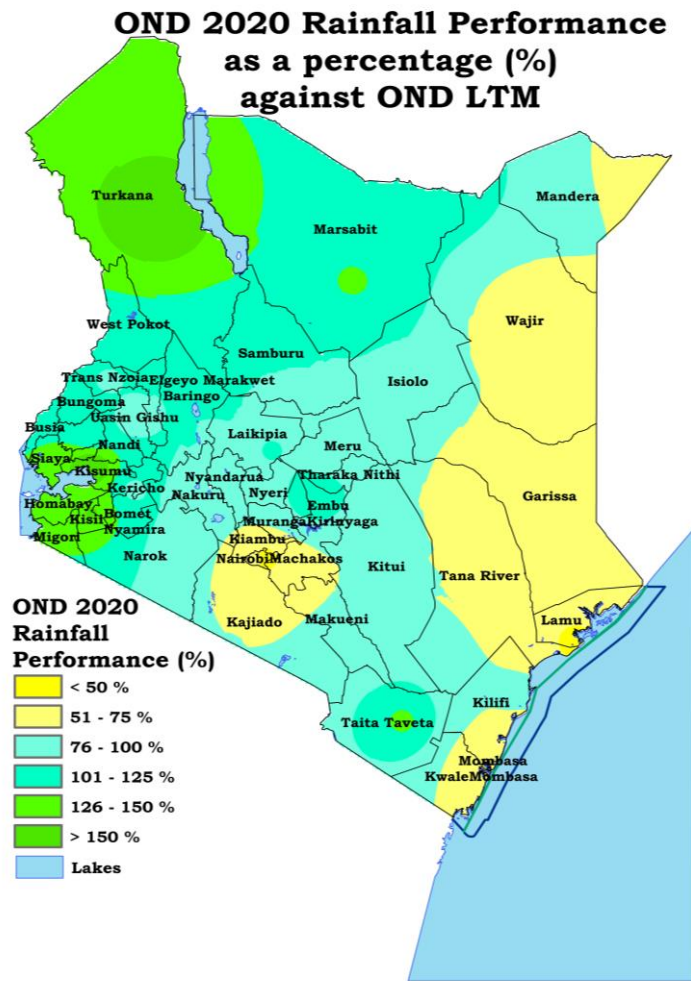 OND 2020 Rainfall Performance
as a percentage (%)
against OND LTM
Turkana
Mandera
Marsabit
Wajir
West Pokot
Samburu
Trans Nzoia
Elgeyo Marakwet
Isiolo
Bungoma
Baringo
Uasin Gishu
Busia
Laikipia
Nandi
Meru
Siaya
Kisumu
Tharaka Nithi
Kericho
Nyandarua
Garissa
Nakuru
Nyeri
Homabay
Bomet
Embu
Kisii
Muranga
Kirinyaga
Nyamira
Migori
Kiambu
Narok
Nairobi
Machakos
Kitui
Tana River
Kajiado
Makueni
Lamu
Kilifi
Taita Taveta
Mombasa
Kwale
Mombasa
OND 2020
Rainfall
Performance (%)
< 50 %
51 - 75 %
76 - 100 %
101 - 125 %
126 - 150 %
> 150 %
Lakes